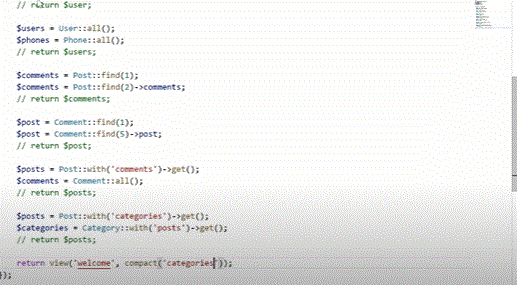 // return $user;
$users = User::all();
$phones = Phone::all();
// return $users;
$comments = Post::find(1);
$comments = Post::find(2)->comments;
// return $comments;
$post = Comment::find(1);
$post = Comment::find(5)->post;
// return $post;
$posts = Post::with('comments')->get();
$comments = Comment::all();
// return $posts;
$posts = Post::with('categories')->get();
$categories = Category::with('posts')->get();
// return $posts;
return view('welcome', compact('categories'));
});